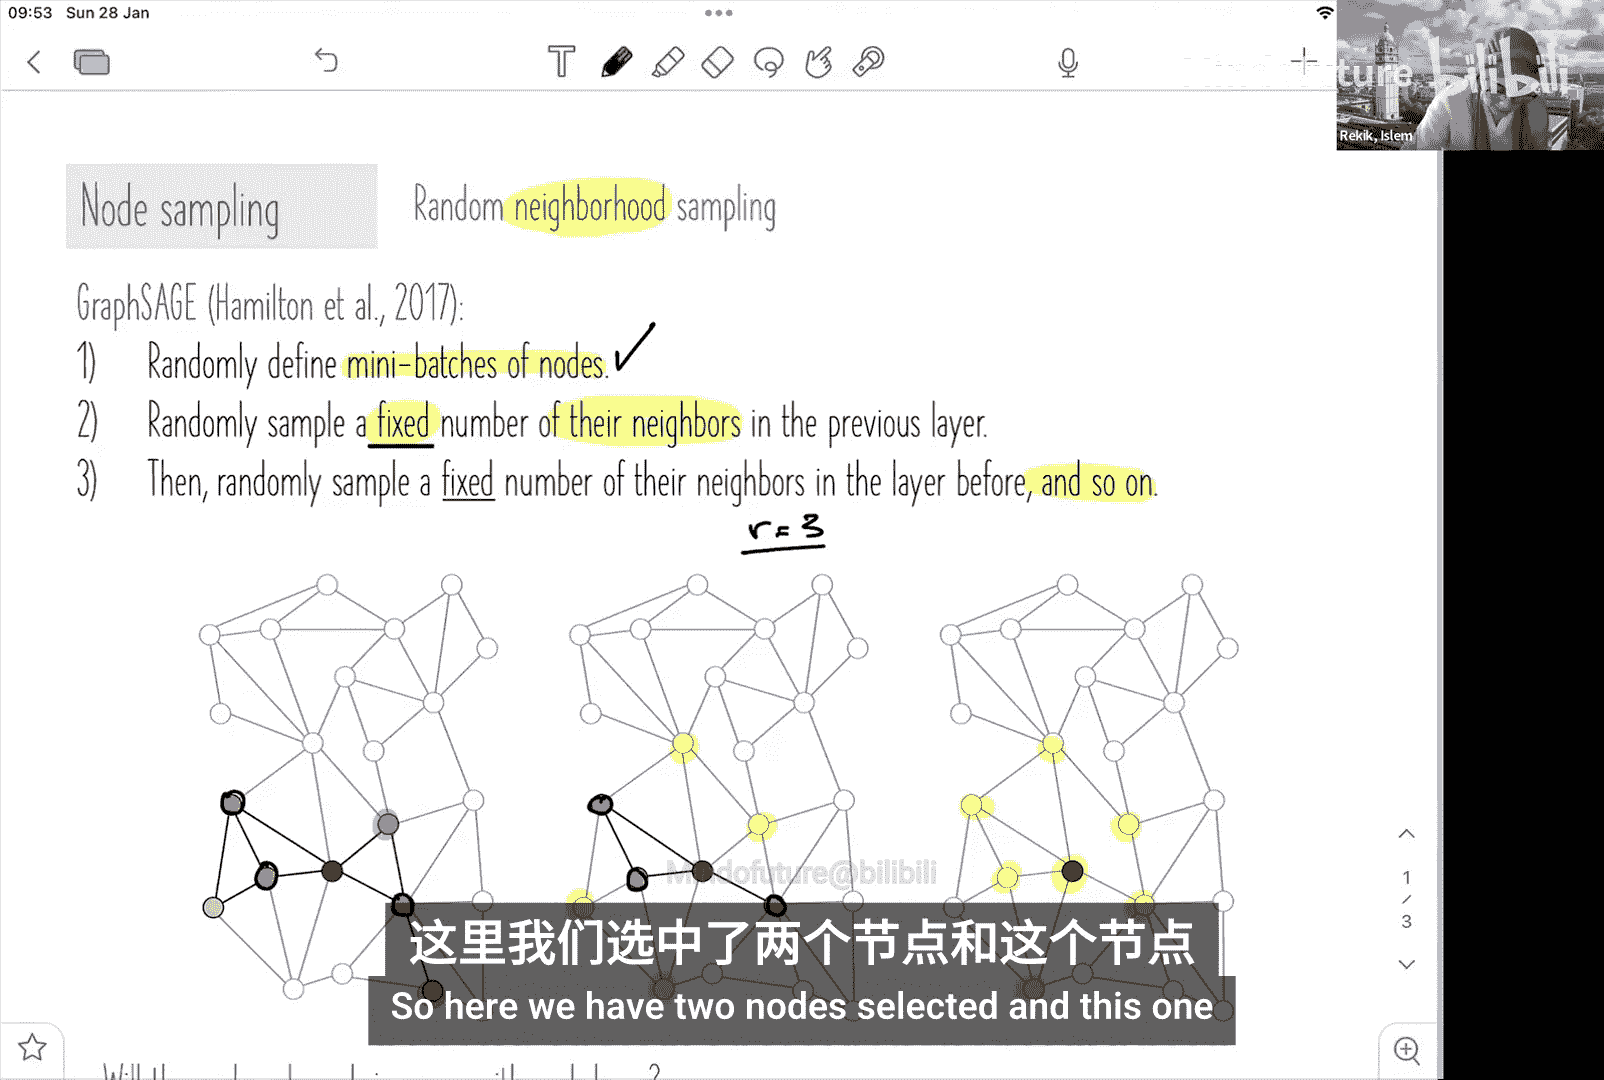 09:53 Sun 28 Jan
ture bilibili
Rekik, Islem
Node sampling
Random neighborhood sampling
GraphSAGE (Hamilton et al., 2017):
1) Randomly define mini-batches of nodes.
2) Randomly sample a fixed number of their neighbors in the previous layer.
3) Then, randomly sample a fixed number of their neighbors in the layer before, and so on.
r = 3
Mindofuture@bilibili
1
/
3
这里我们选中了两个节点和这个节点
So here we have two nodes selected and this one